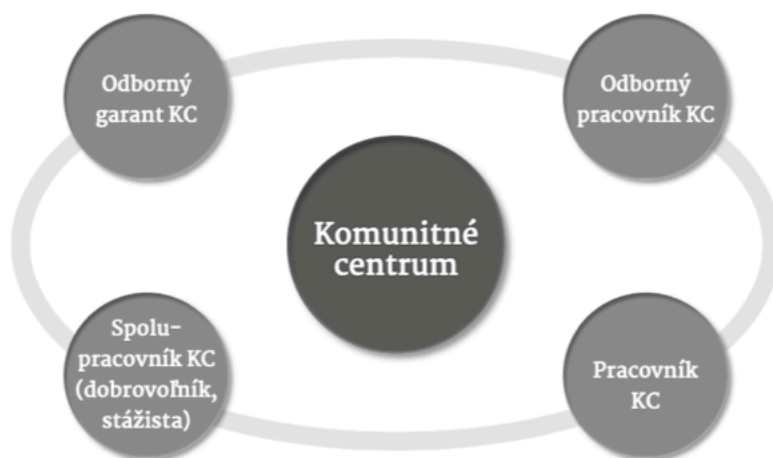 Odborný
garant KC
Odborný
pracovník KC
Komunitné
centrum
Spolu-
pracovník KC
(dobrovoľník,
stážista)
Pracovník
KC